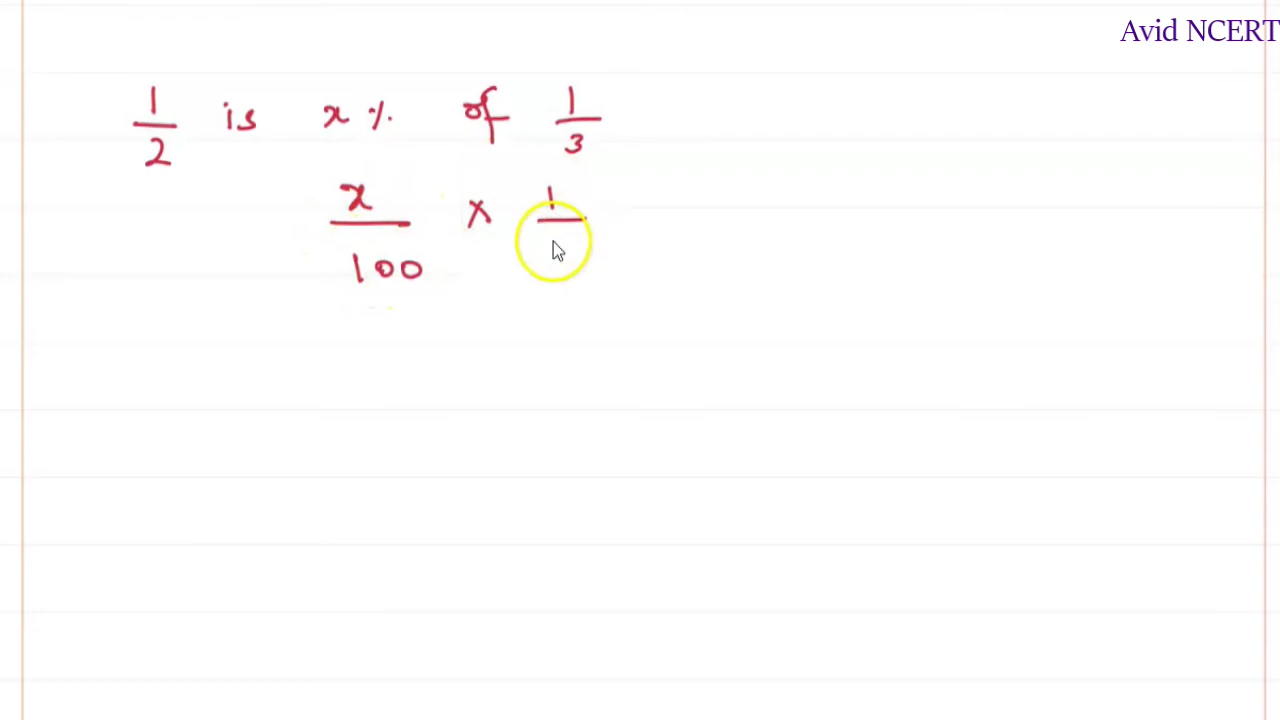 Avid NCERT
1/2 is x % of 1/3
x/100 × 1/